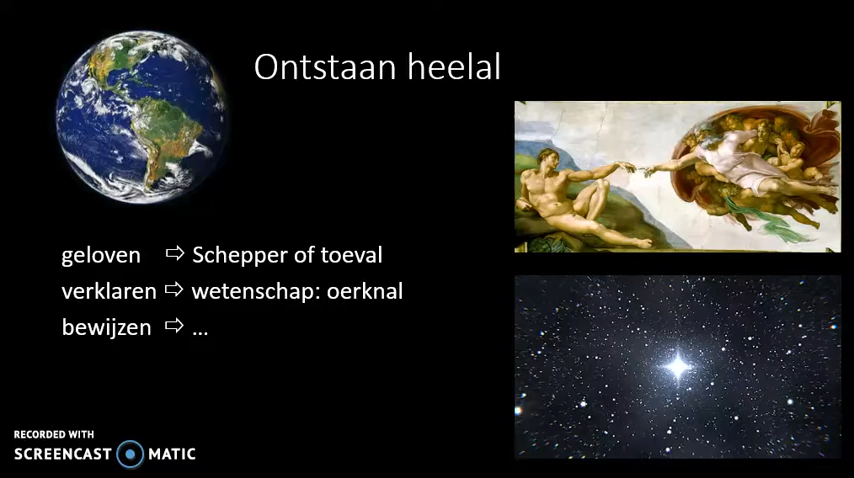 Ontstaan heelal
geloven ⇨ Schepper of toeval
verklaren ⇨ wetenschap: oerknal
bewijzen ⇨ ...
RECORDED WITH
SCREENCAST MATIC